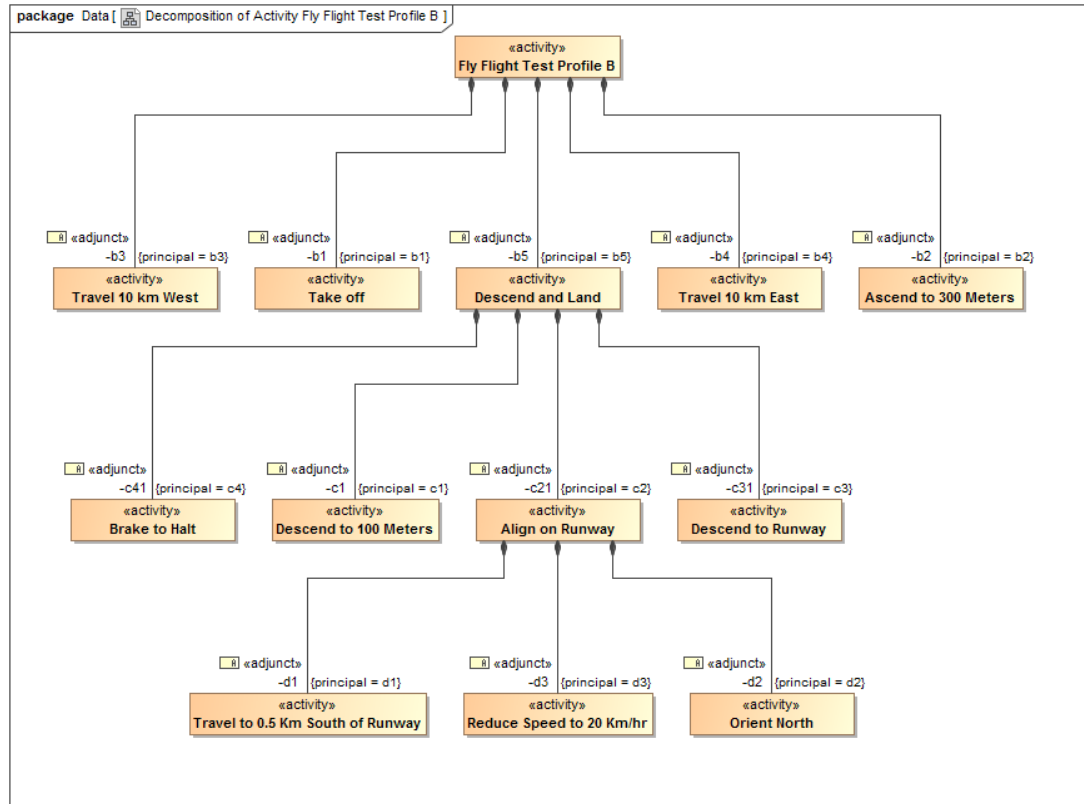 package Data [ Decomposition of Activity Fly Flight Test Profile B ]
«activity»
Fly Flight Test Profile B
A «adjunct»
-b3 {principal = b3}
«activity»
Travel 10 km West
A «adjunct»
-b1 {principal = b1}
«activity»
Take off
A «adjunct»
-b5 {principal = b5}
«activity»
Descend and Land
A «adjunct»
-b4 {principal = b4}
«activity»
Travel 10 km East
A «adjunct»
-b2 {principal = b2}
«activity»
Ascend to 300 Meters
A «adjunct»
-c41 {principal = c4}
«activity»
Brake to Halt
A «adjunct»
-c1 {principal = c1}
«activity»
Descend to 100 Meters
A «adjunct»
-c21 {principal = c2}
«activity»
Align on Runway
A «adjunct»
-c31 {principal = c3}
«activity»
Descend to Runway
A «adjunct»
-d1 {principal = d1}
«activity»
Travel to 0.5 Km South of Runway
A «adjunct»
-d3 {principal = d3}
«activity»
Reduce Speed to 20 Km/hr
A «adjunct»
-d2 {principal = d2}
«activity»
Orient North